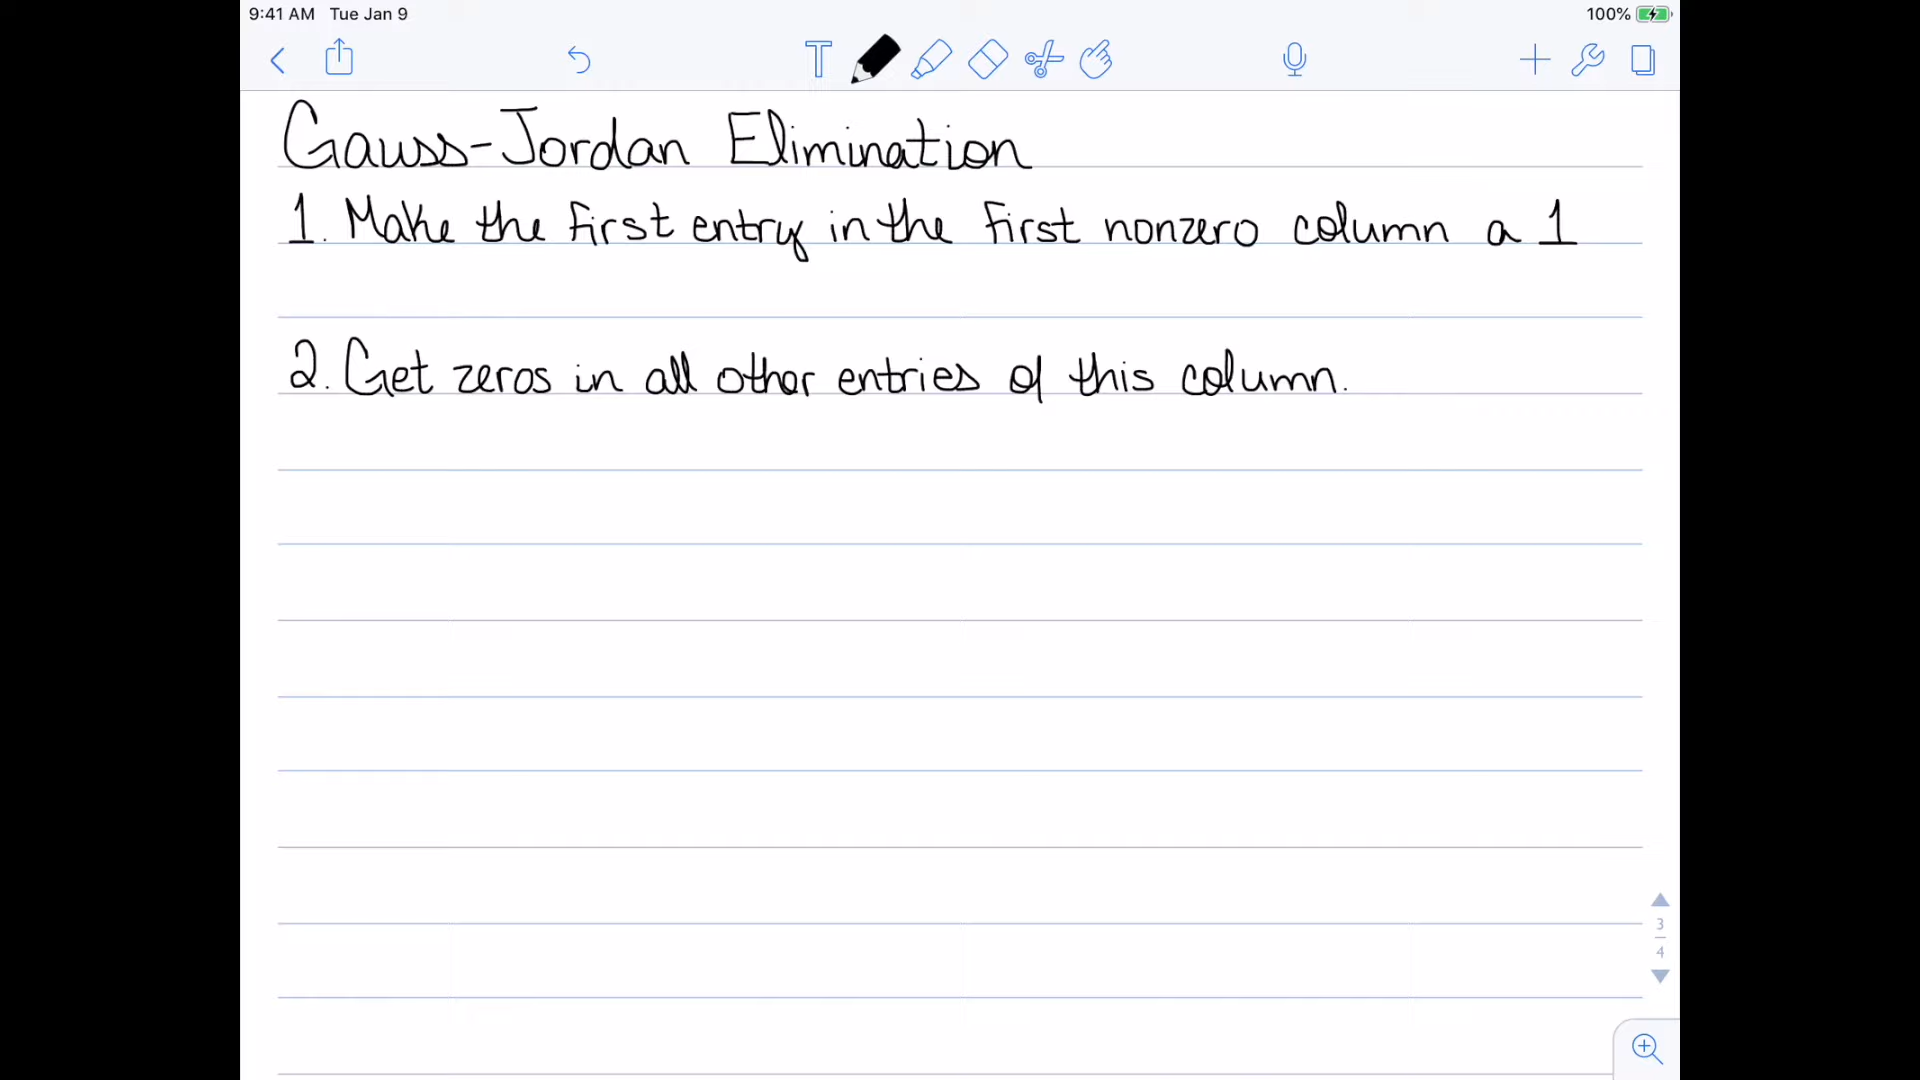 9:41 AM Tue Jan 9
100%
T
Gauss-Jordan Elimination
1. Make the first entry in the first nonzero column a 1
2. Get zeros in all other entries of this column.
3
4